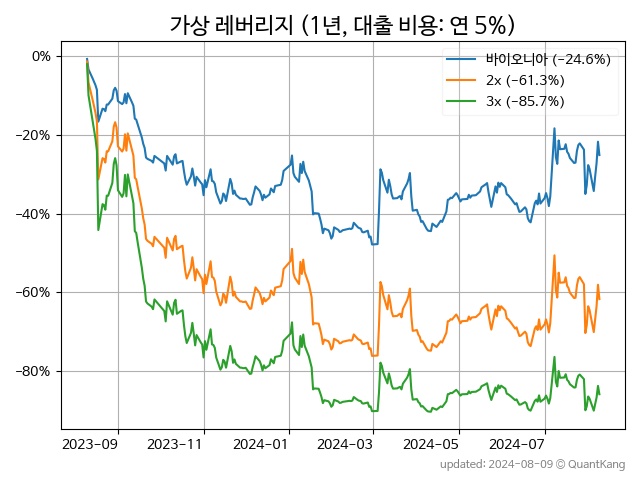 가상 레버리지 (1년, 대출 비용: 연 5%)
바이오니아 (−24.6%)
2x (−61.3%)
3x (−85.7%)
0%
−20%
−40%
−60%
−80%
2023-09 2023-11 2024-01 2024-03 2024-05 2024-07
updated: 2024-08-09 © QuantKang